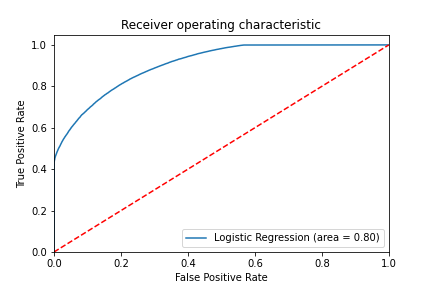 Receiver operating characteristic
True Positive Rate
1.0
0.8
0.6
0.4
0.2
0.0
Logistic Regression (area = 0.80)
0.0 0.2 0.4 0.6 0.8 1.0
False Positive Rate